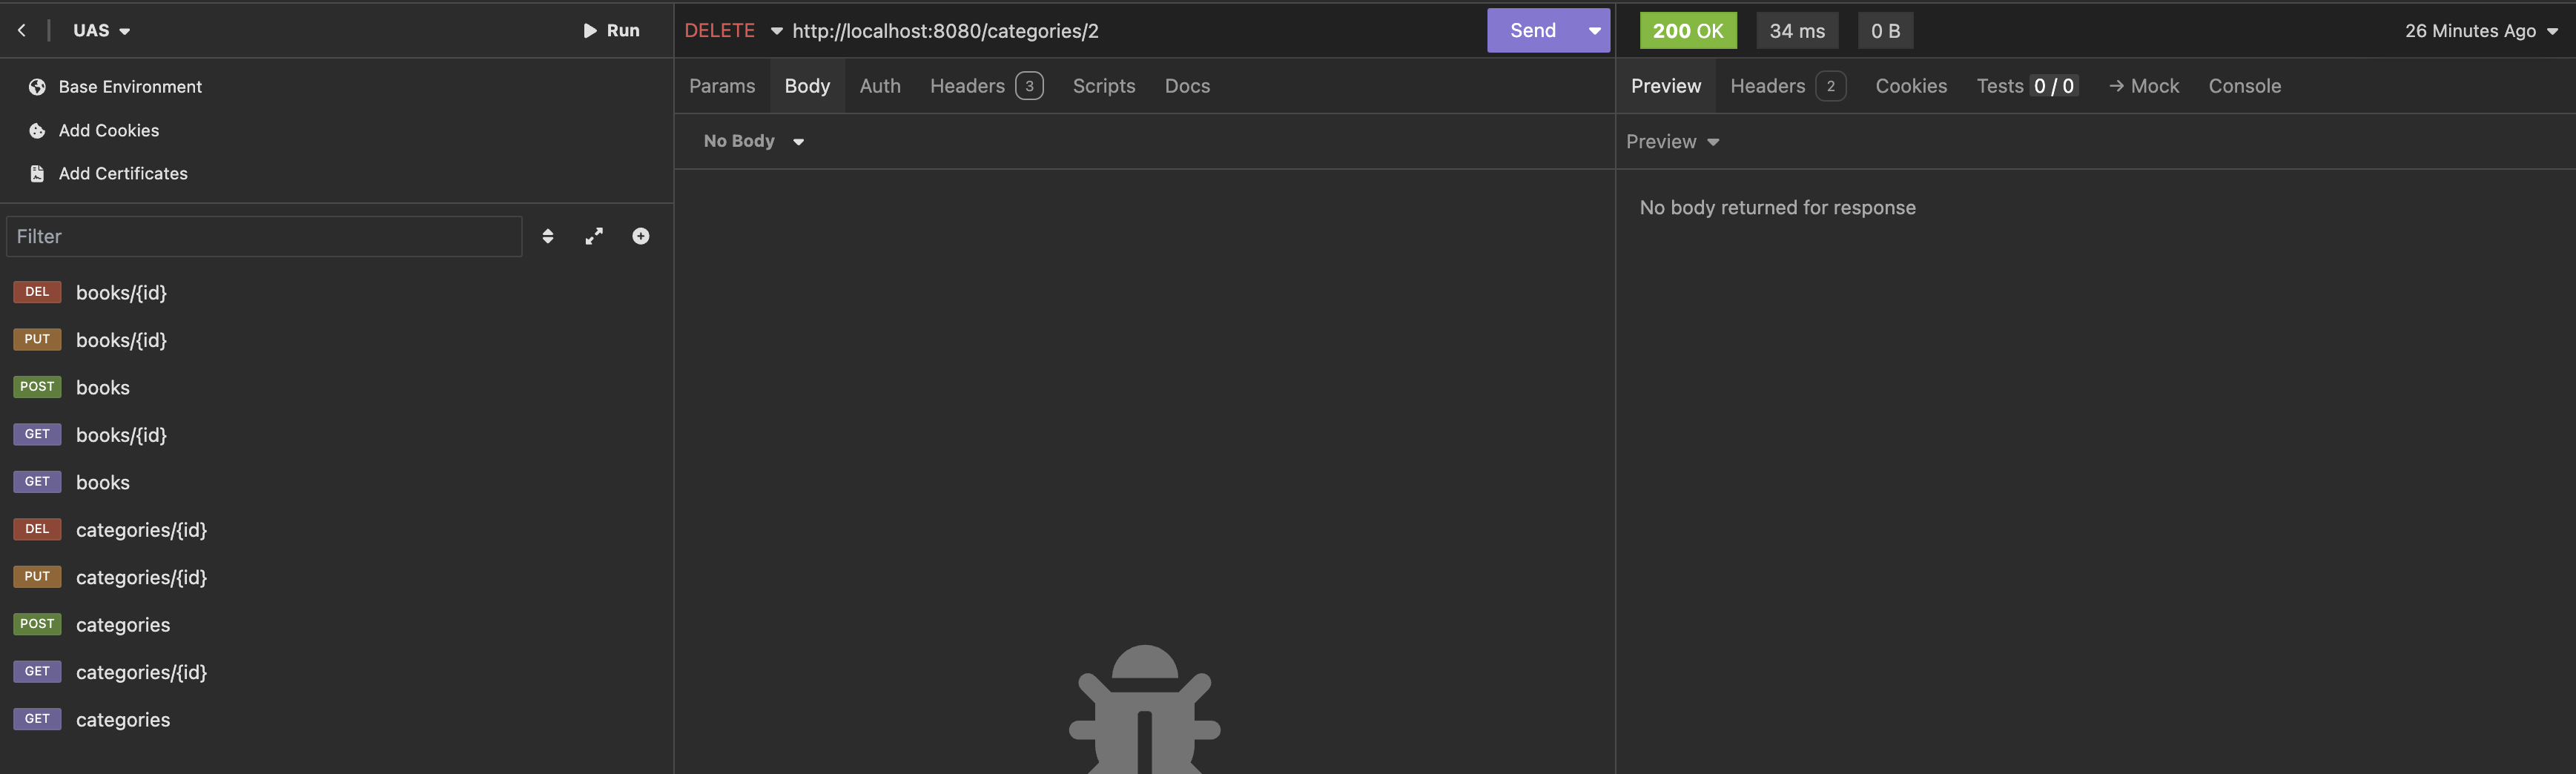 UAS
Run
Base Environment
Add Cookies
Add Certificates
Filter
DEL books/{id}
PUT books/{id}
POST books
GET books/{id}
GET books
DEL categories/{id}
PUT categories/{id}
POST categories
GET categories/{id}
GET categories
DELETE http://localhost:8080/categories/2 Send
Params Body Auth Headers 3 Scripts Docs
No Body
200 OK 34 ms 0 B 26 Minutes Ago
Preview Headers 2 Cookies Tests 0 / 0 → Mock Console
Preview
No body returned for response